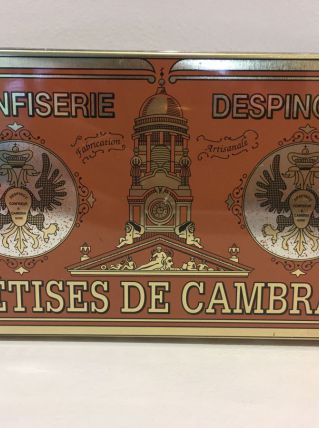 NFISERIE DESPINO
Fabrication Artisanale
ETISES DE CAMBRA